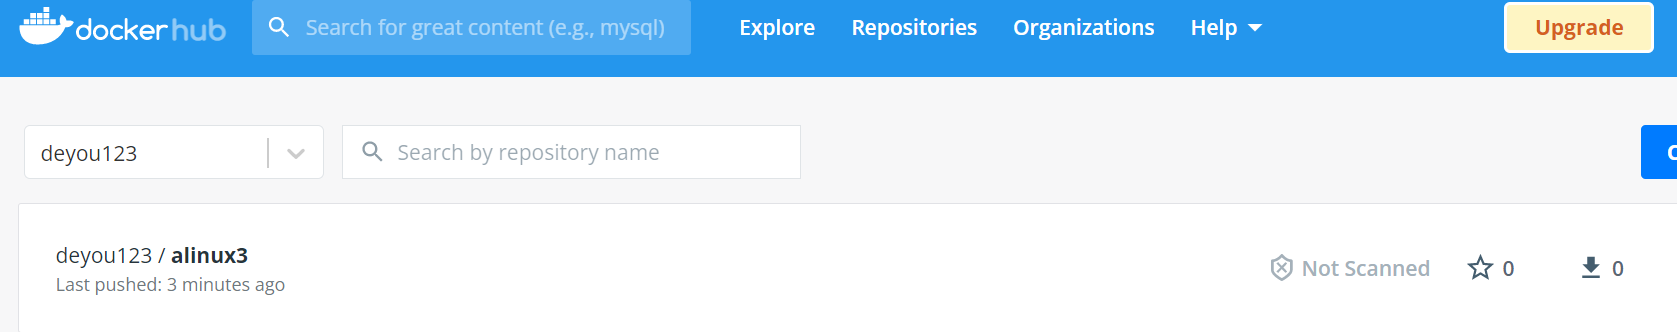 dockerhub
Search for great content (e.g., mysql)
Explore
Repositories
Organizations
Help
Upgrade
deyou123
Search by repository name
C
deyou123 / alinux3
Not Scanned
0
0
Last pushed: 3 minutes ago